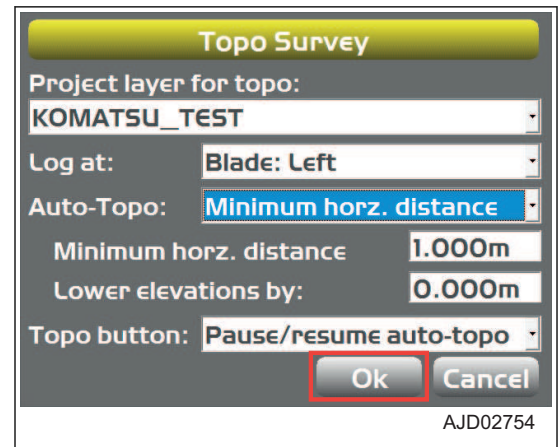 Topo Survey
Project layer for topo:
KOMATSU_TEST
Log at: Blade: Left
Auto-Topo: Minimum horz. distance
Minimum horz. distance 1.000m
Lower elevations by: 0.000m
Topo button: Pause/resume auto-topo
Ok Cancel
AJD02754